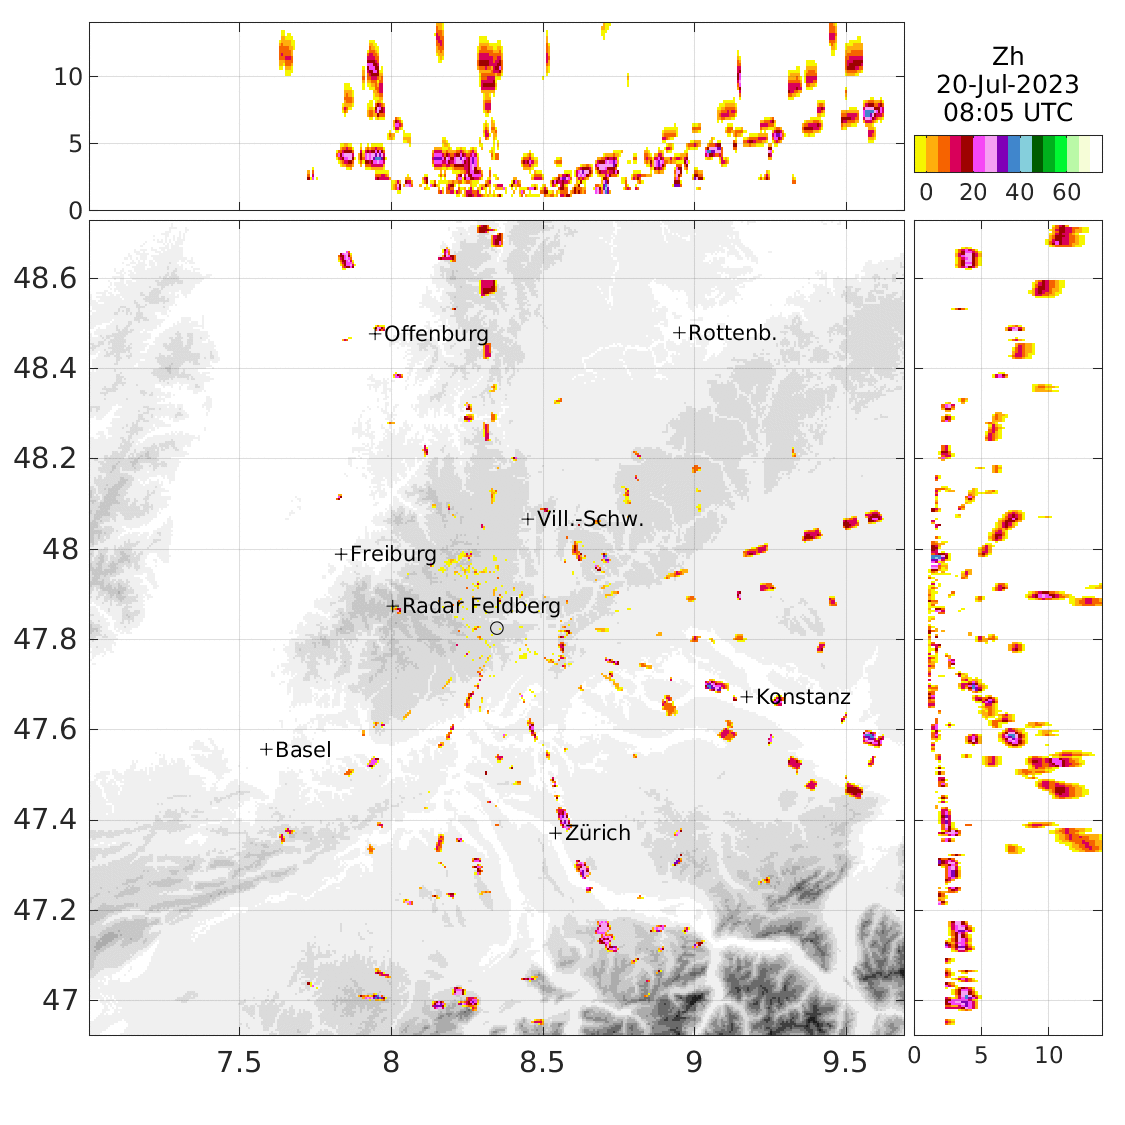 10
5
0
Zh
20-Jul-2023
08:05 UTC
0 20 40 60
48.6
48.4
48.2
48
47.8
47.6
47.4
47.2
47
+Offenburg
+Rottenb.
+Vill.-Schw.
+Freiburg
+Radar Feldberg
+Konstanz
+Basel
+Zürich
7.5 8 8.5 9 9.5
0 5 10